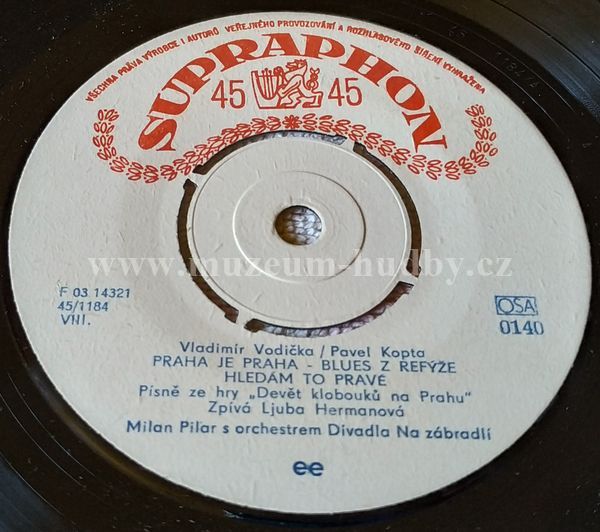 VŠECHNA PRÁVA VÝROBCE I AUTORŮ VEŘEJNÉHO PROVOZOVÁNÍ A ROZHLASOVÉHO ŠÍŘENÍ VYHRAŽENA
SUPRAPHON
45 45
www.muzeum-hudby.cz
F 03 14321
45/1184
VIII.
OSA
0140
Vladimír Vodička / Pavel Kopta
PRAHA JE PRAHA - BLUES Z REFÝŽE
HLEDÁM TO PRAVÉ
Písně ze hry „Devět klobouků na Prahu"
Zpívá Ljuba Hermanová
Milan Pilar s orchestrem Divadla Na zábradlí
ee